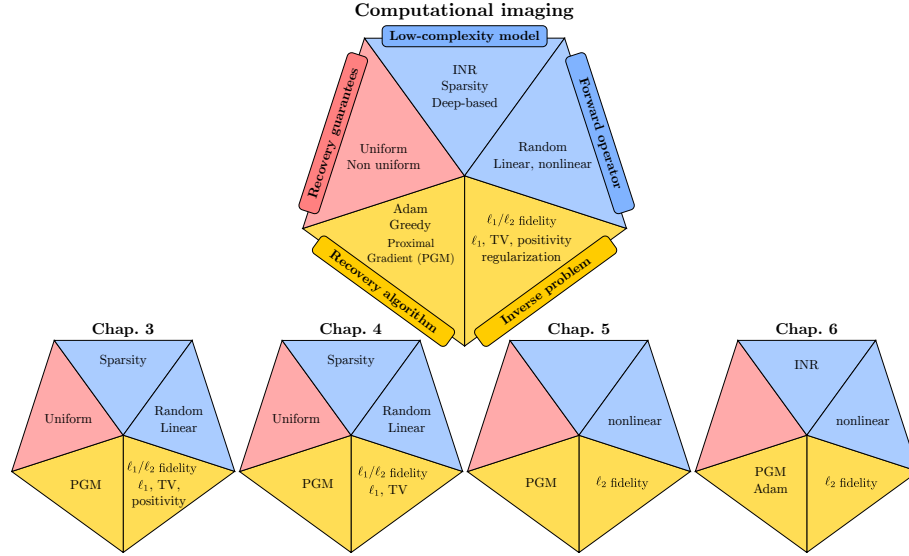 Computational imaging
Low-complexity model
INR
Sparsity
Deep-based
Recovery guarantees
Uniform
Non uniform
Forward operator
Random
Linear, nonlinear
Adam
Greedy
Proximal
Gradient (PGM)
Recovery algorithm
ℓ1/ℓ2 fidelity
ℓ1, TV, positivity
regularization
Inverse problem
Chap. 3
Sparsity
Uniform
Random
Linear
PGM
ℓ1/ℓ2 fidelity
ℓ1, TV,
positivity
Chap. 4
Sparsity
Uniform
Random
Linear
PGM
ℓ1/ℓ2 fidelity
ℓ1, TV
Chap. 5
nonlinear
PGM
ℓ2 fidelity
Chap. 6
INR
nonlinear
PGM
Adam
ℓ2 fidelity